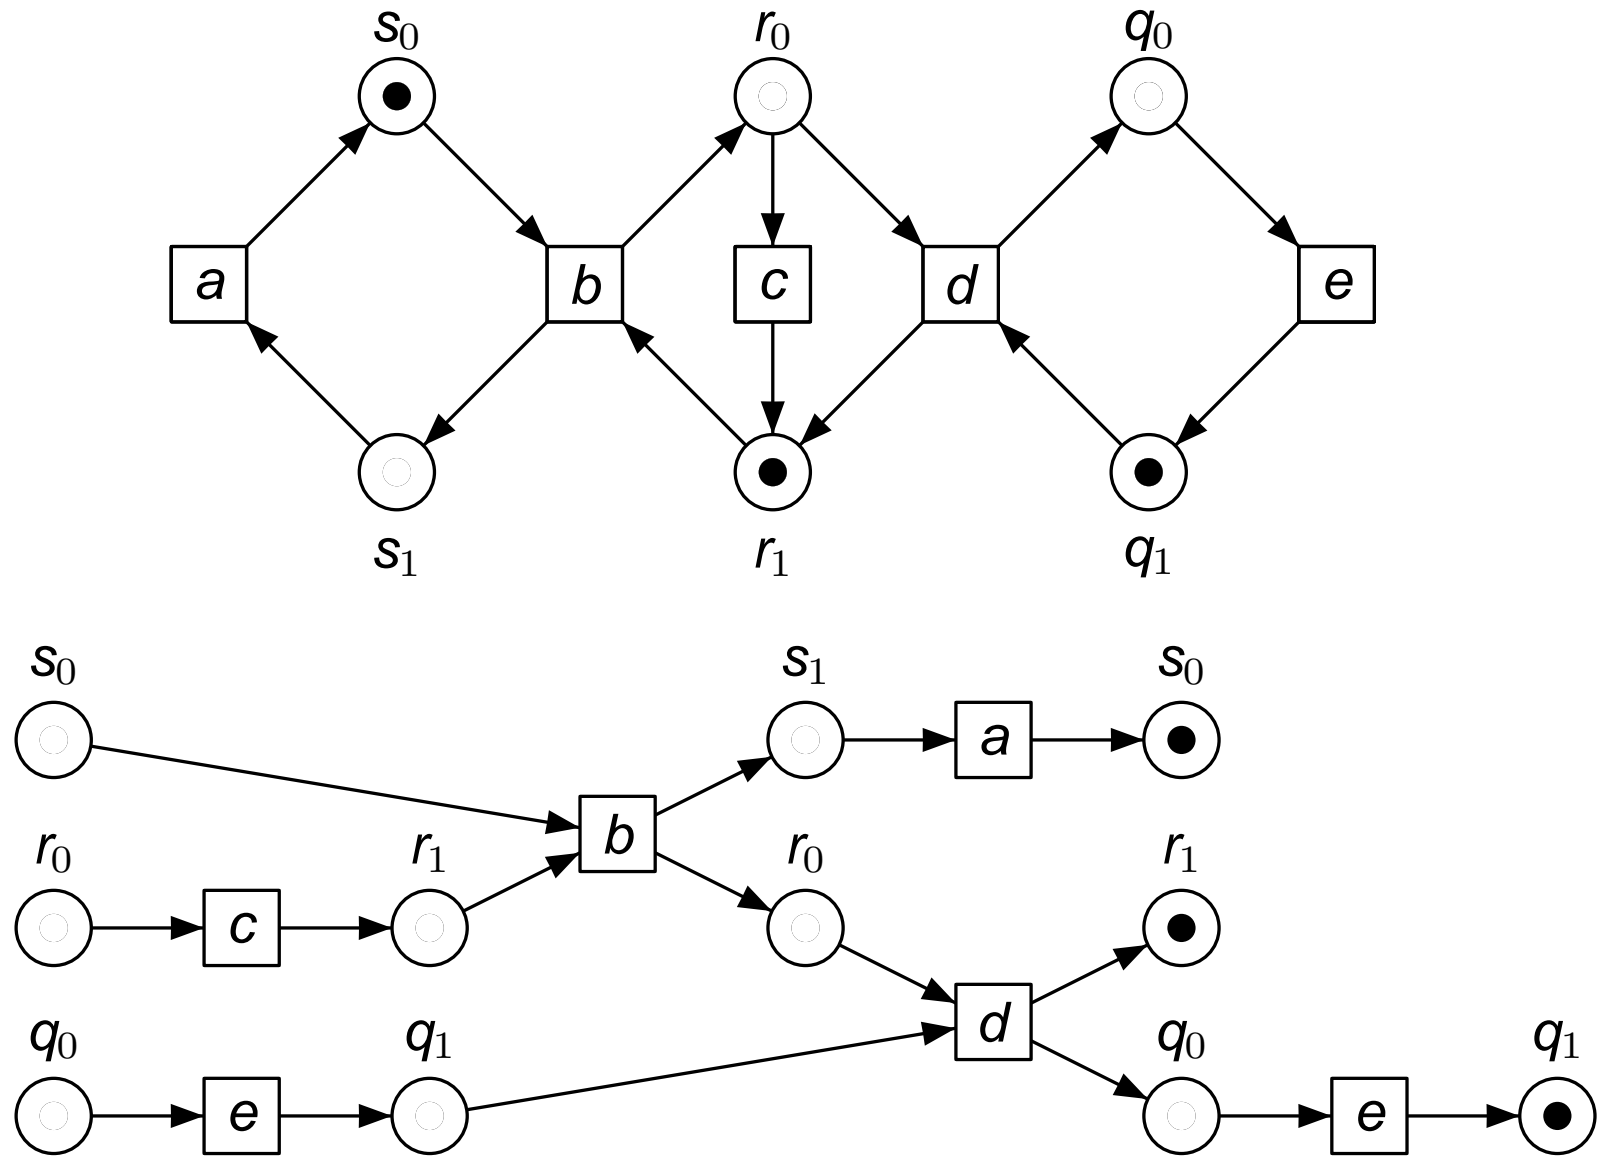 s₀ r₀ q₀
a b c d e
s₁ r₁ q₁
s₀ s₁ s₀
a
b
r₀ r₁ r₀ r₁
c
d
q₀ q₁ q₀ q₁
e e